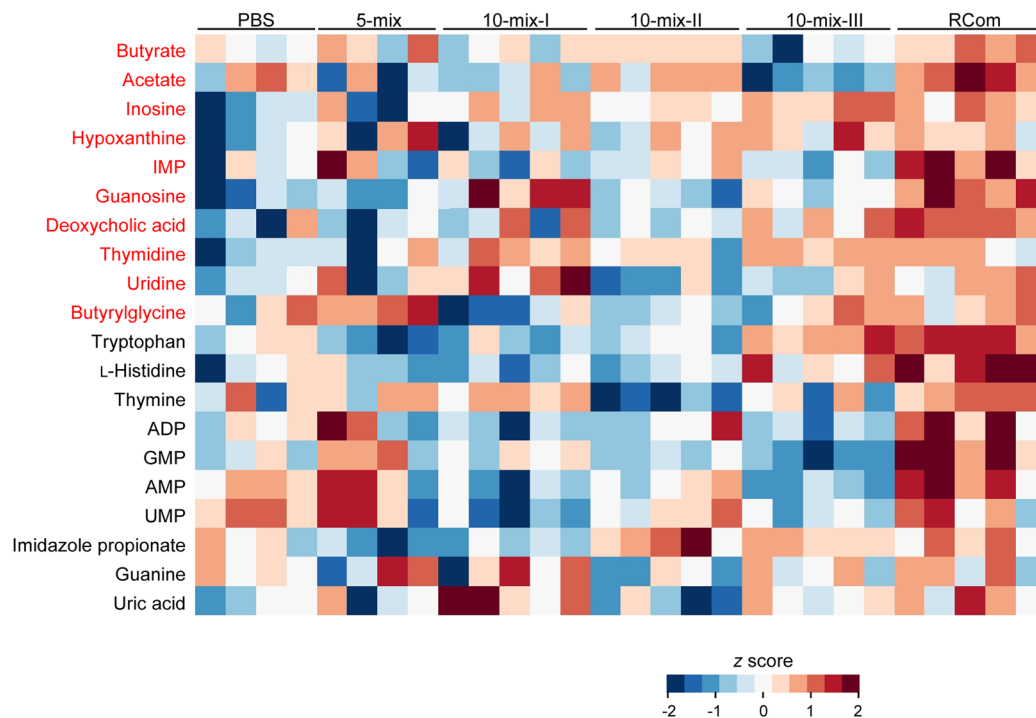 PBS 5-mix 10-mix-I 10-mix-II 10-mix-III RCom
Butyrate
Acetate
Inosine
Hypoxanthine
IMP
Guanosine
Deoxycholic acid
Thymidine
Uridine
Butyrylglycine
Tryptophan
L-Histidine
Thymine
ADP
GMP
AMP
UMP
Imidazole propionate
Guanine
Uric acid
z score
-2 -1 0 1 2